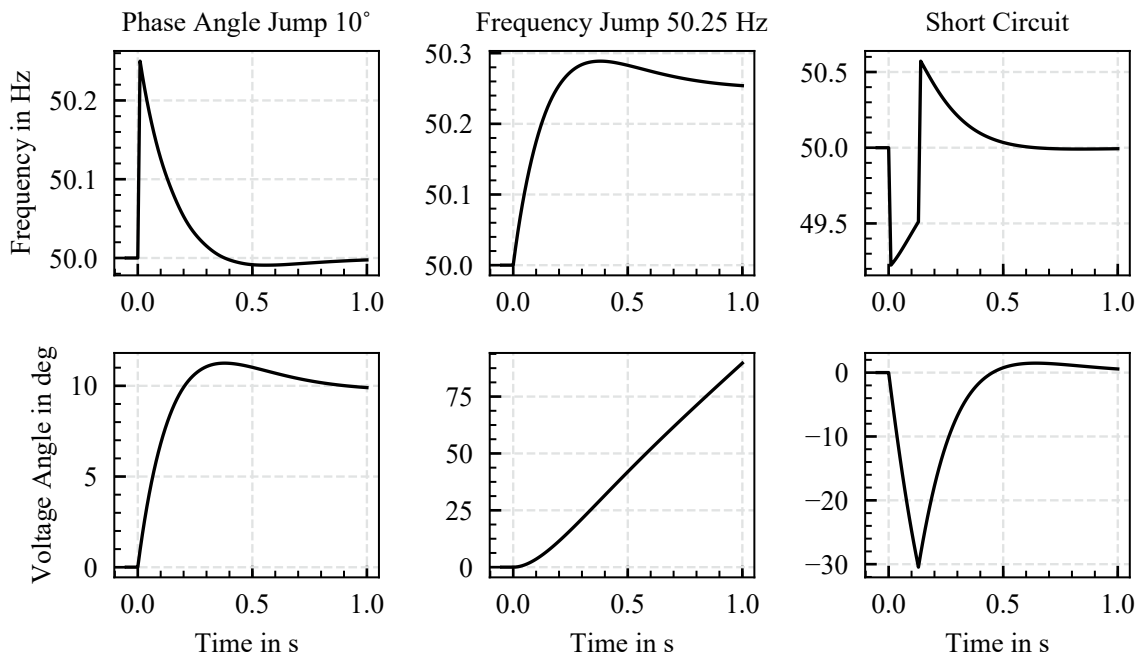 Phase Angle Jump 10°
Frequency Jump 50.25 Hz
Short Circuit
Frequency in Hz
50.2
50.1
50.0
0.0 0.5 1.0
50.3
50.2
50.1
50.0
0.0 0.5 1.0
50.5
50.0
49.5
0.0 0.5 1.0
Voltage Angle in deg
10
5
0
0.0 0.5 1.0
Time in s
75
50
25
0
0.0 0.5 1.0
Time in s
0
−10
−20
−30
0.0 0.5 1.0
Time in s